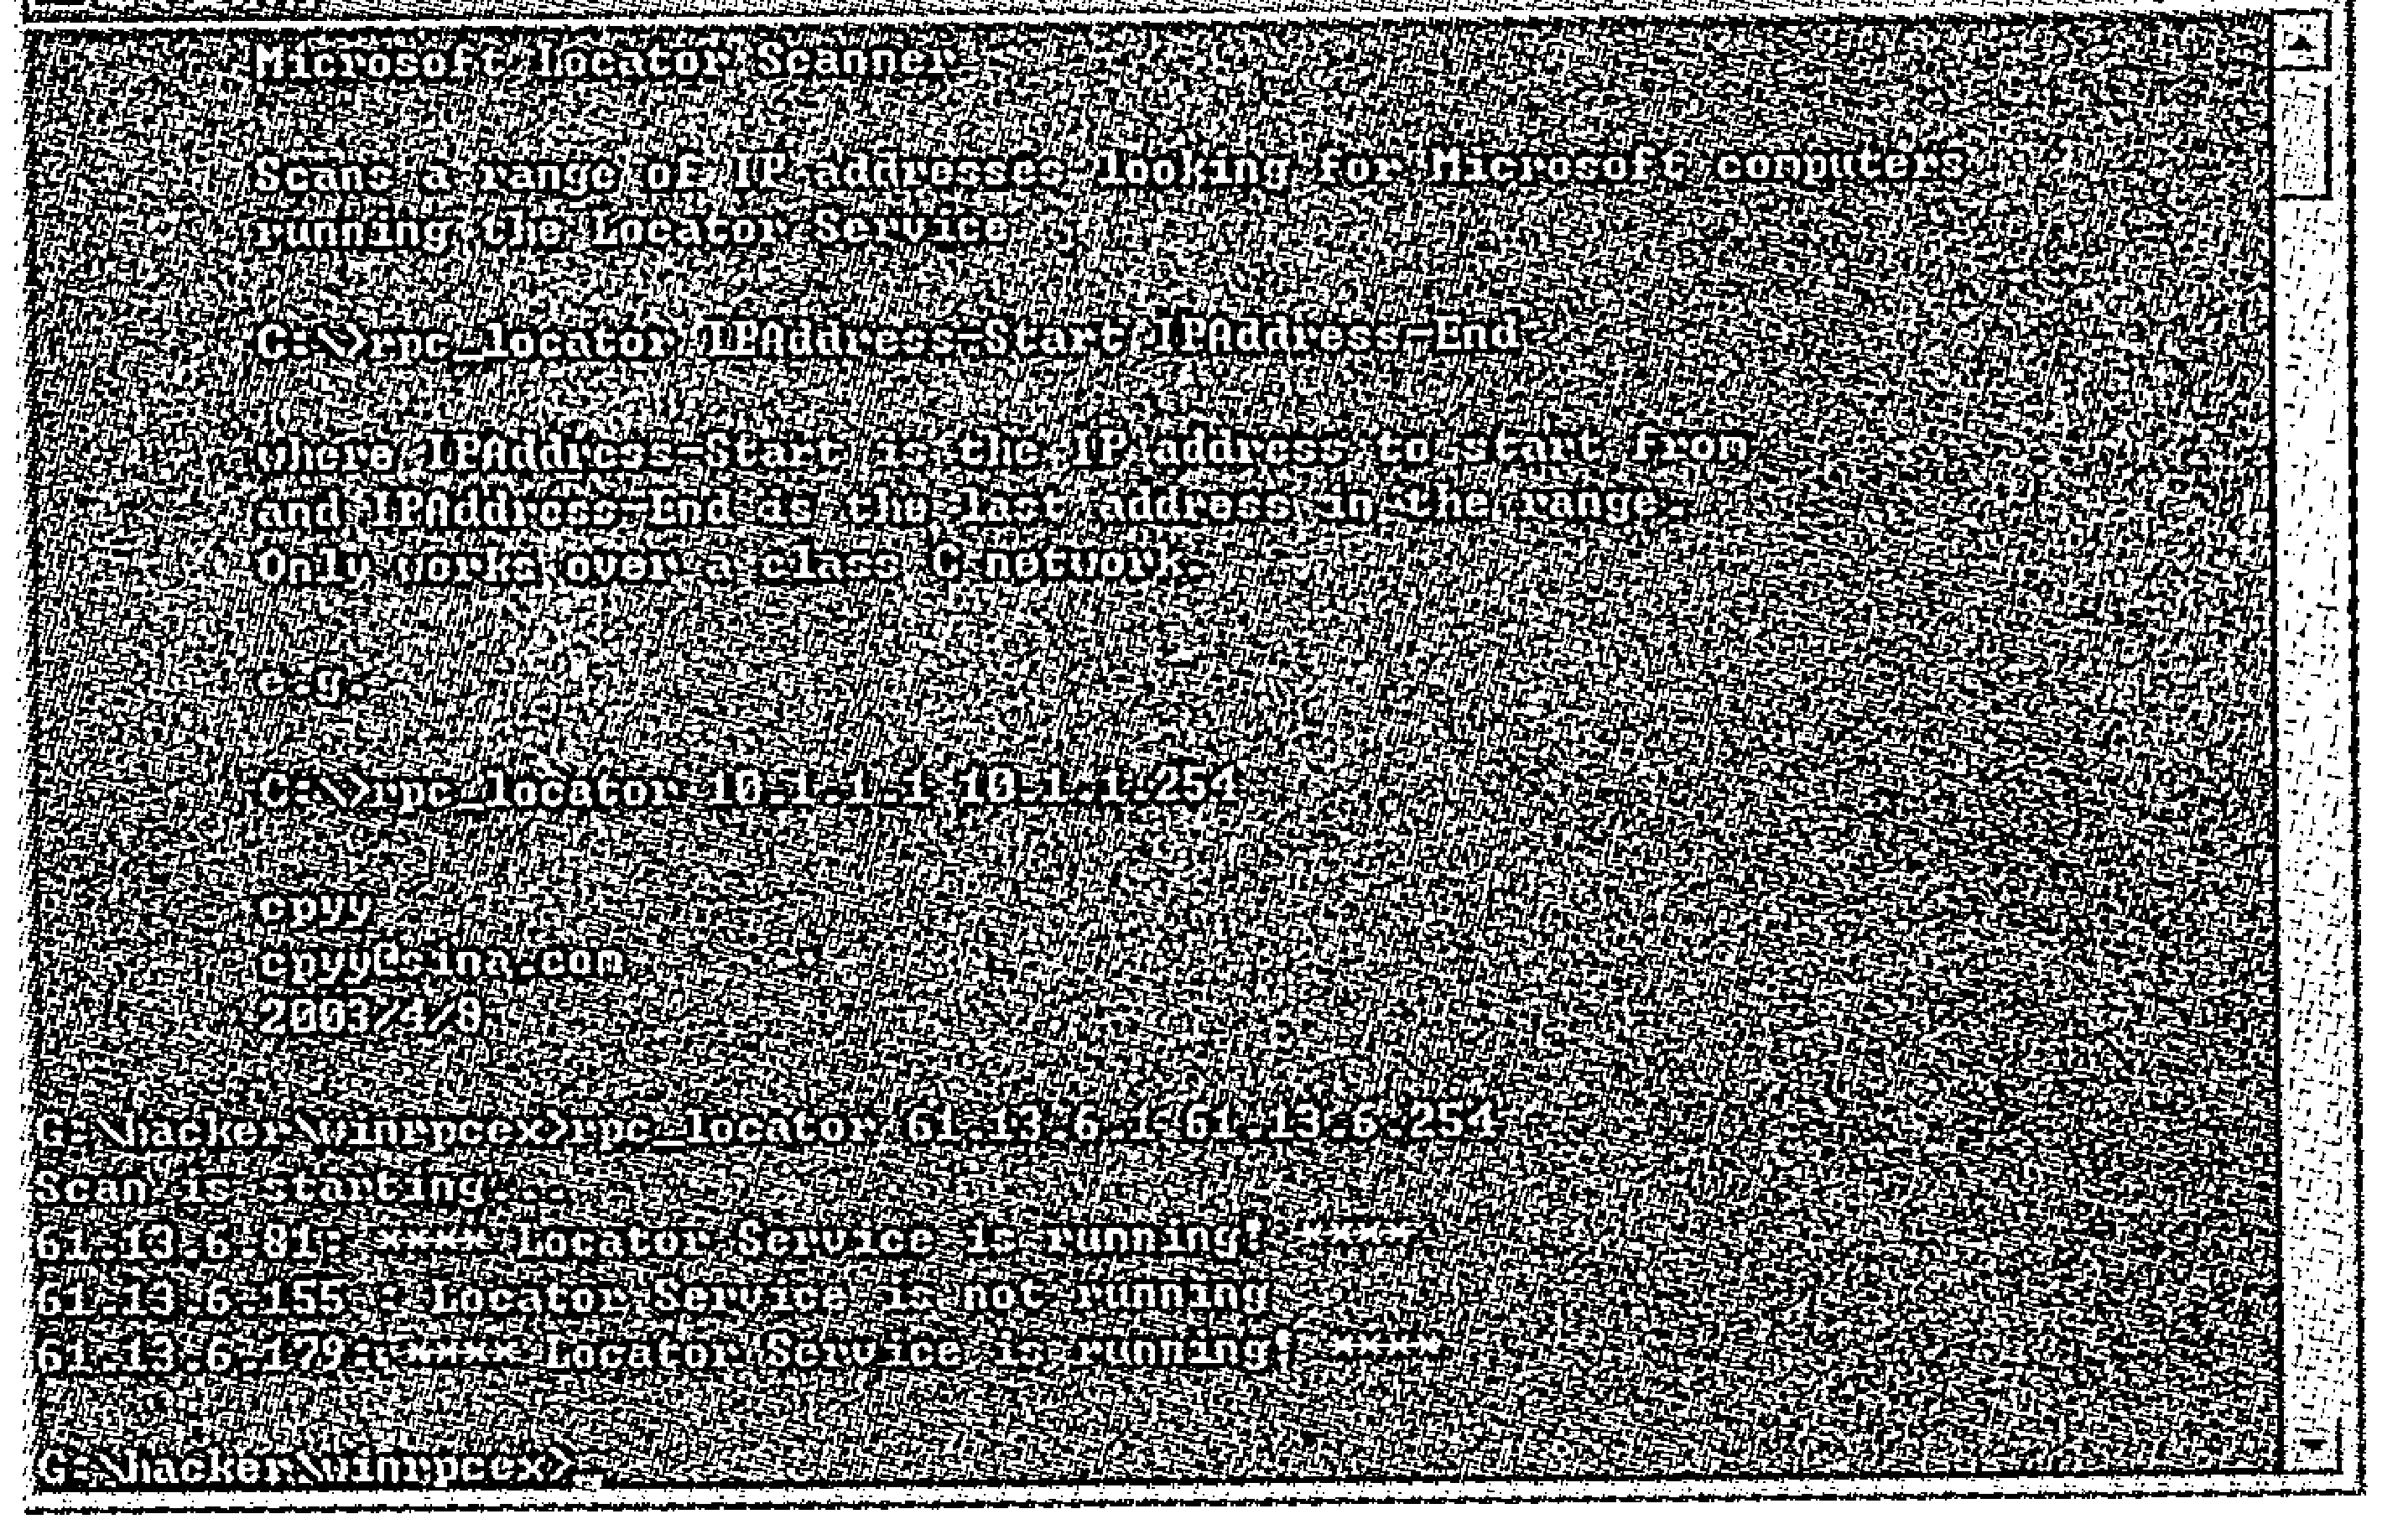 Microsoft Locator Scanner
Scans a range of IP addresses looking for Microsoft computers
running the Locator Service
C:\>rpc_locator IPAddress-Start IPAddress-End
where IPAddress-Start is the IP address to start from
and IPAddress-End is the last address in the range.
Only works over a class C network.
e.g.
C:\>rpc_locator 10.1.1.1 10.1.1.254
cpyy
cpyy@sina.com
2003/4/8
G:\hacker\winrpcex>rpc_locator 61.13.6.1 61.13.6.254
Scan is starting...
61.13.6.81: **** Locator Service is running! ****
61.13.6.155 : Locator Service is not running
61.13.6.179: **** Locator Service is running! ****
G:\hacker\winrpcex>_